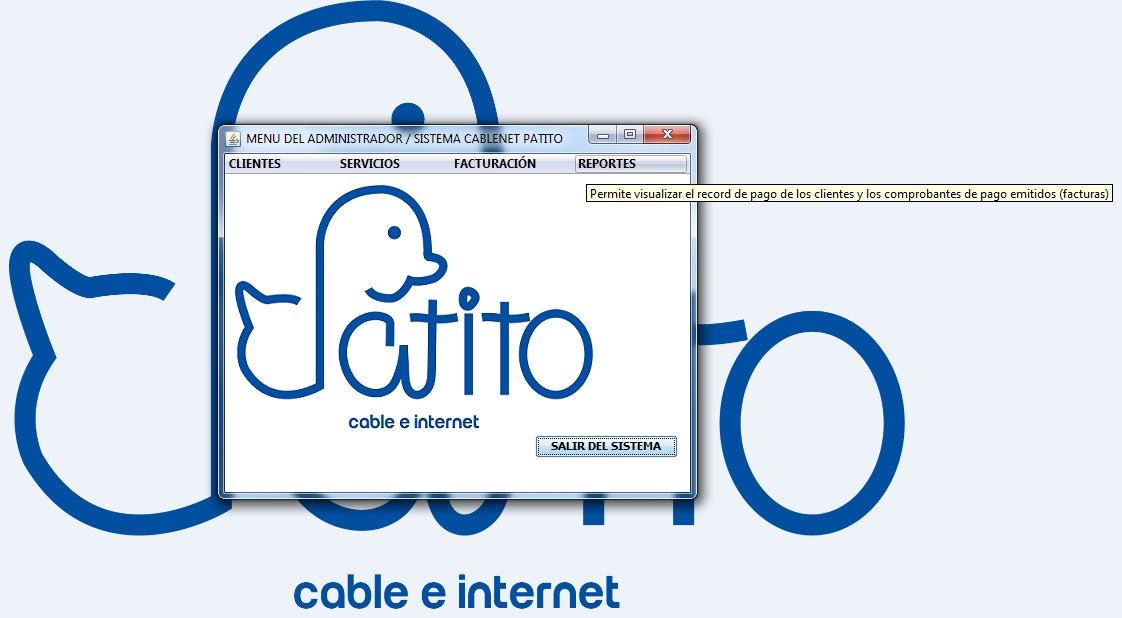 MENU DEL ADMINISTRADOR / SISTEMA CABLENET PATITO
CLIENTES SERVICIOS FACTURACIÓN REPORTES
Permite visualizar el record de pago de los clientes y los comprobantes de pago emitidos (facturas)
Patito
cable e internet
SALIR DEL SISTEMA
cable e internet